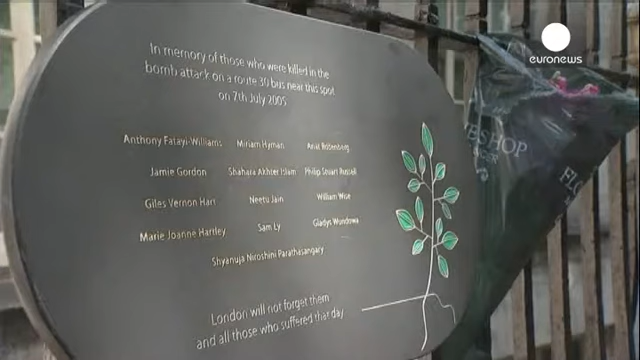 In memory of those who were killed in the
bomb attack on a route 30 bus near this spot
on 7th July 2005
Anthony Fatayi-Williams Miriam Hyman Anat Rosenberg
Jamie Gordon Shahara Akhter Islam Philip Stuart Russell
Giles Vernon Hart Neetu Jain William Wise
Marie Joanne Hartley Sam Ly Gladys Wundowa
Shyanuja Niroshini Parathasangary
London will not forget them
and all those who suffered that day
euronews
SHOP